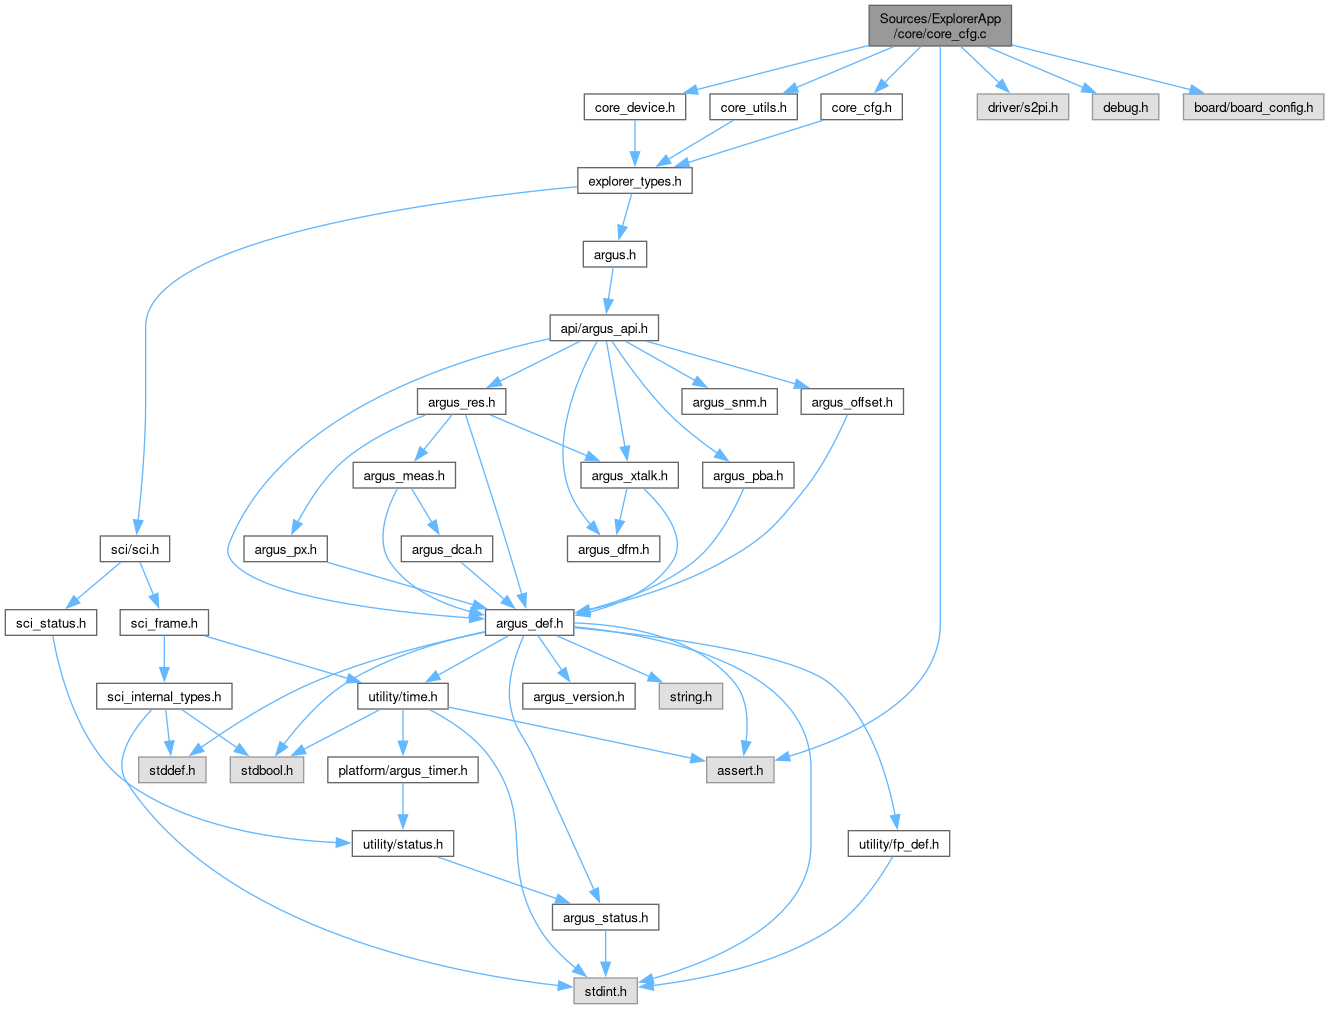 Sources/ExplorerApp
/core/core_cfg.c
core_device.h
core_utils.h
core_cfg.h
driver/s2pi.h
debug.h
board/board_config.h
explorer_types.h
argus.h
api/argus_api.h
argus_res.h
argus_snm.h
argus_offset.h
argus_meas.h
argus_xtalk.h
argus_pba.h
sci/sci.h
argus_px.h
argus_dca.h
argus_dfm.h
sci_status.h
sci_frame.h
argus_def.h
sci_internal_types.h
utility/time.h
argus_version.h
string.h
stddef.h
stdbool.h
platform/argus_timer.h
assert.h
utility/status.h
utility/fp_def.h
argus_status.h
stdint.h